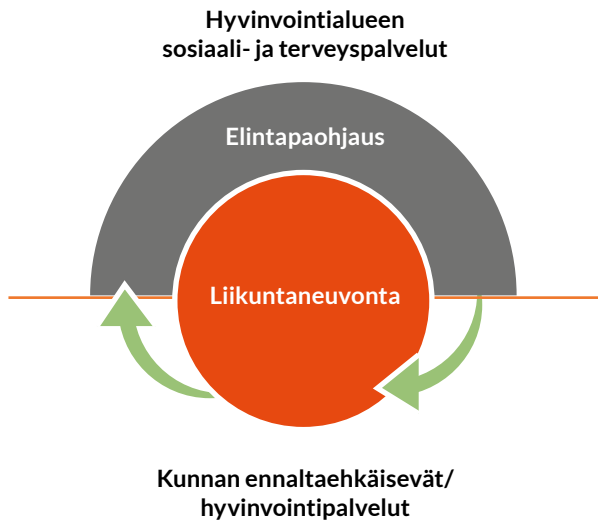 Hyvinvointialueen
sosiaali- ja terveyspalvelut
Elintapaohjaus
Liikuntaneuvonta
Kunnan ennaltaehkäisevät/
hyvinvointipalvelut